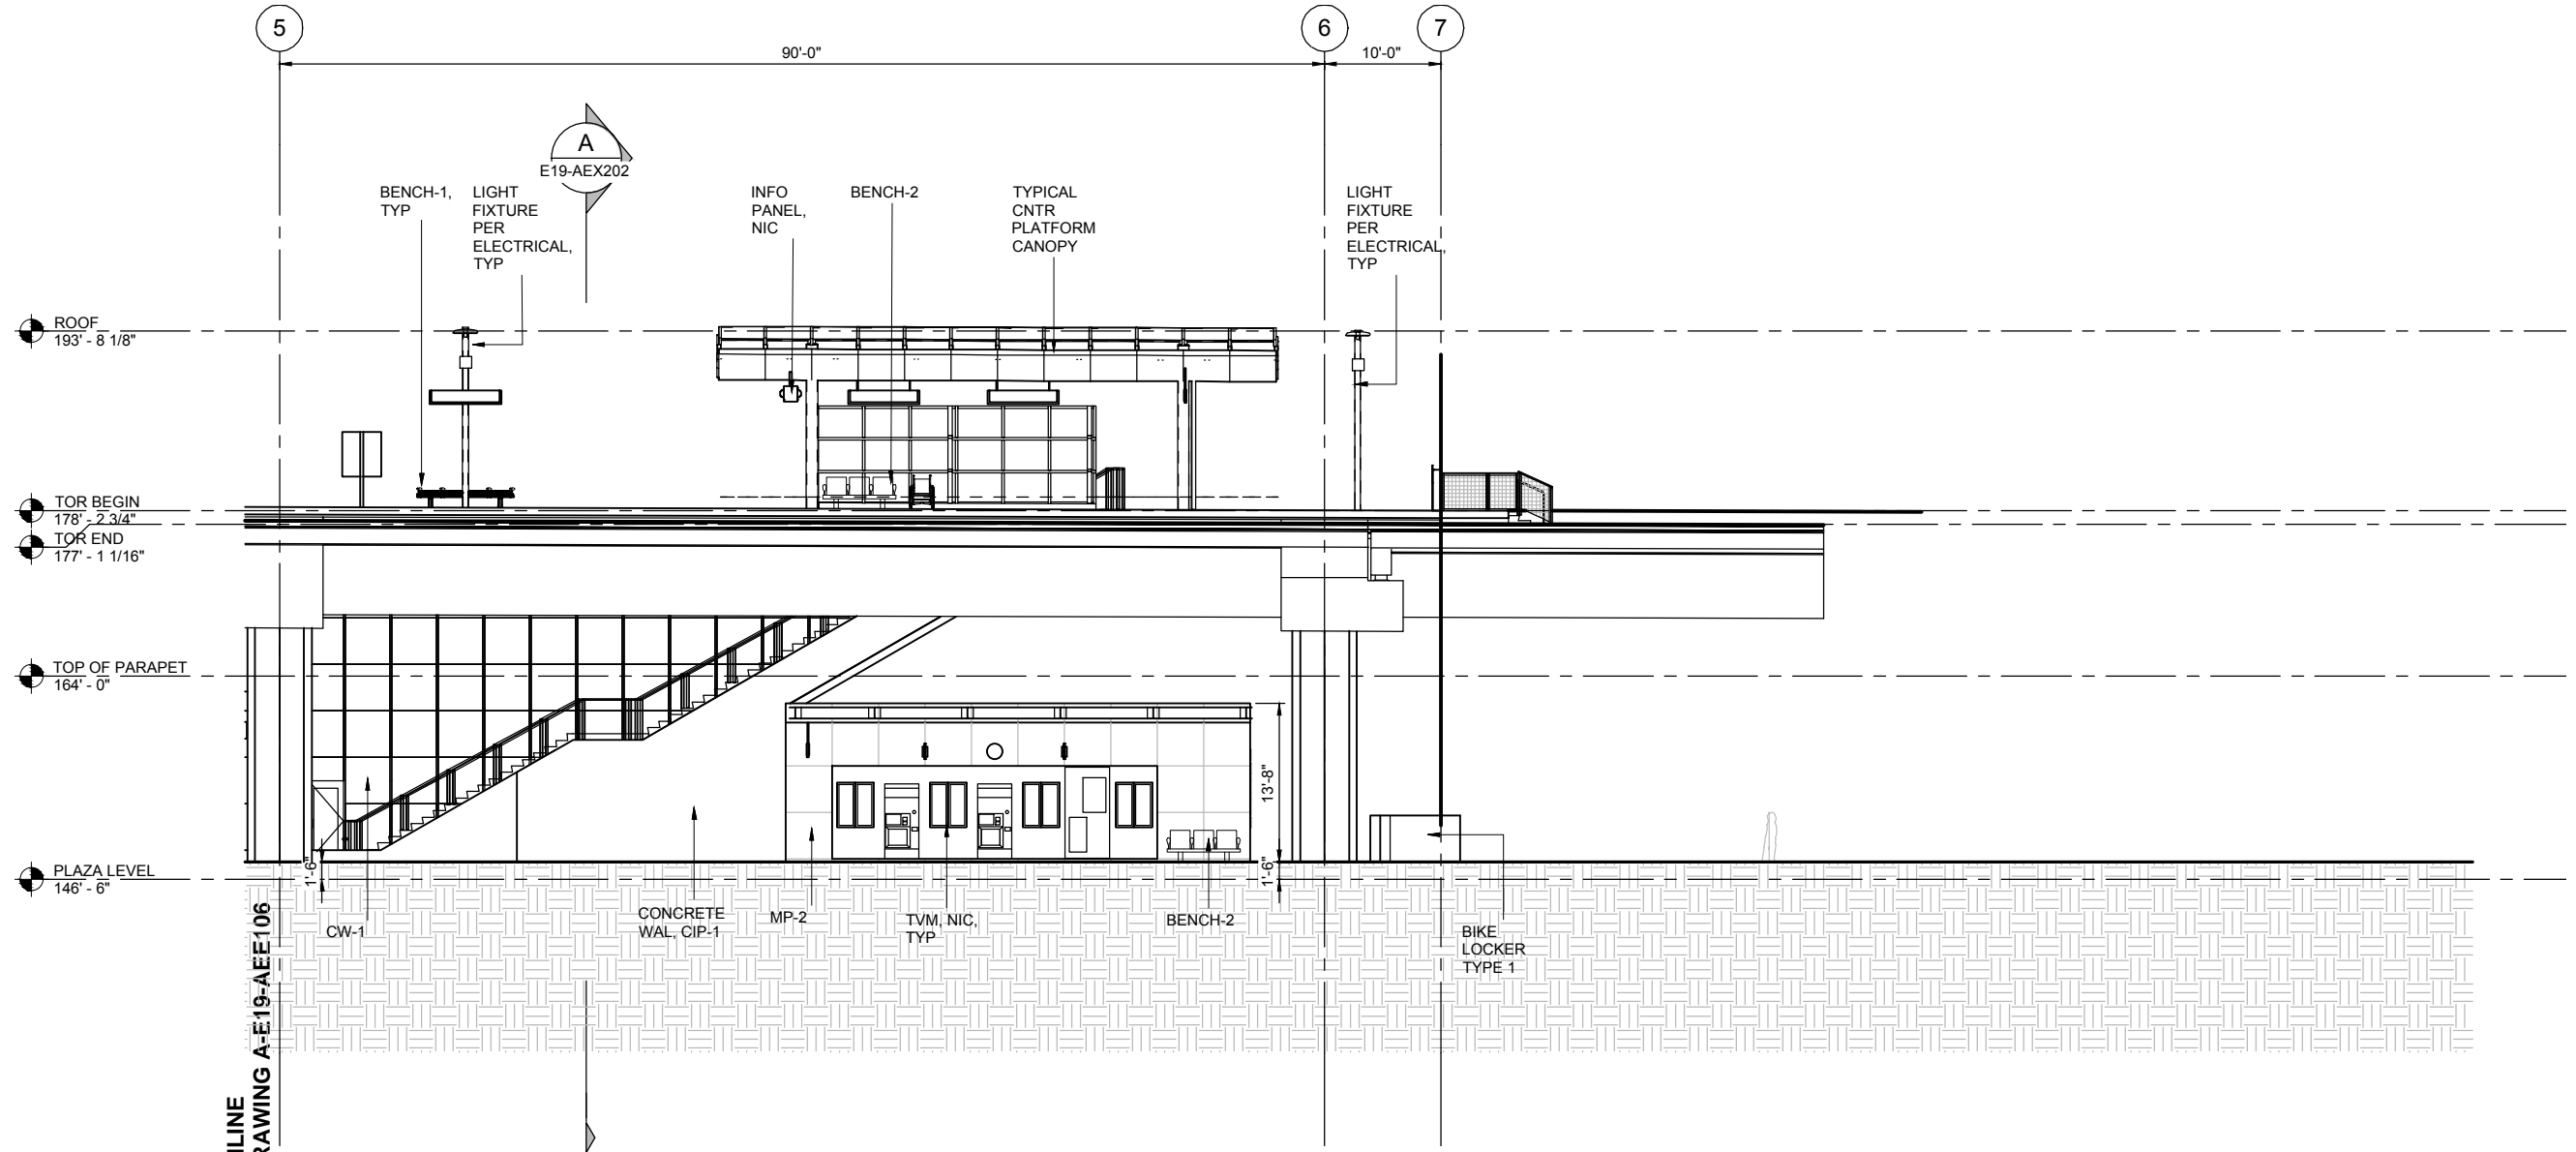 5
6
7
90'-0"
10'-0"
A
E19-AEX202
BENCH-1,
TYP
LIGHT
FIXTURE
PER
ELECTRICAL,
TYP
INFO
PANEL,
NIC
BENCH-2
TYPICAL
CNTR
PLATFORM
CANOPY
LIGHT
FIXTURE
PER
ELECTRICAL,
TYP
ROOF
193' - 8 1/8"
TOR BEGIN
178' - 2 3/4"
TOR END
177' - 1 1/16"
TOP OF PARAPET
164' - 0"
13'-8"
PLAZA LEVEL
146' - 6"
1'-6"
1'-6"
CW-1
CONCRETE
WAL, CIP-1
MP-2
TVM, NIC,
TYP
BENCH-2
BIKE
LOCKER
TYPE 1
HLINE
RAWING A-E19-AEE106